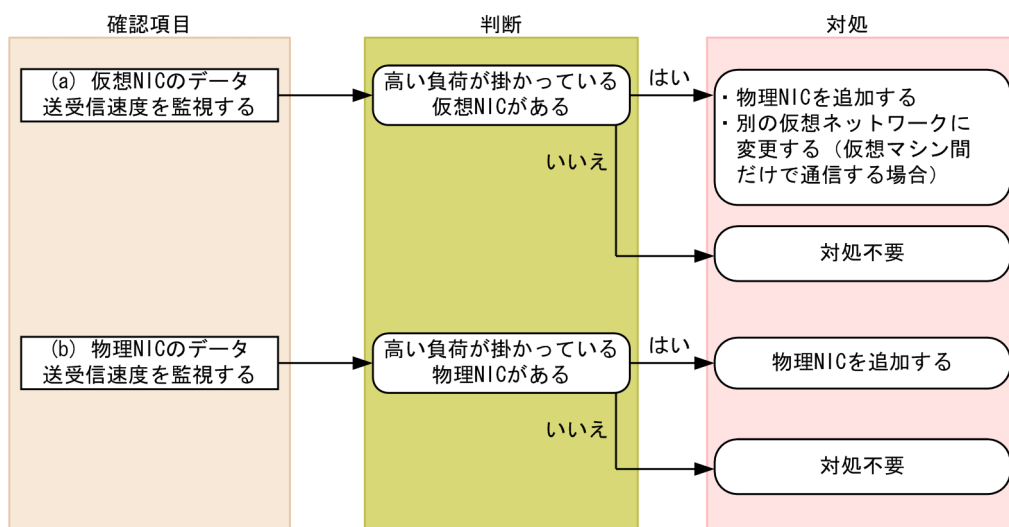 確認項目
判断
対処
(a) 仮想NICのデータ
送受信速度を監視する
高い負荷が掛かっている
仮想NICがある
はい
いいえ
・物理NICを追加する
・別の仮想ネットワークに
変更する（仮想マシン間
だけで通信する場合）
対処不要
(b) 物理NICのデータ
送受信速度を監視する
高い負荷が掛かっている
物理NICがある
はい
いいえ
物理NICを追加する
対処不要